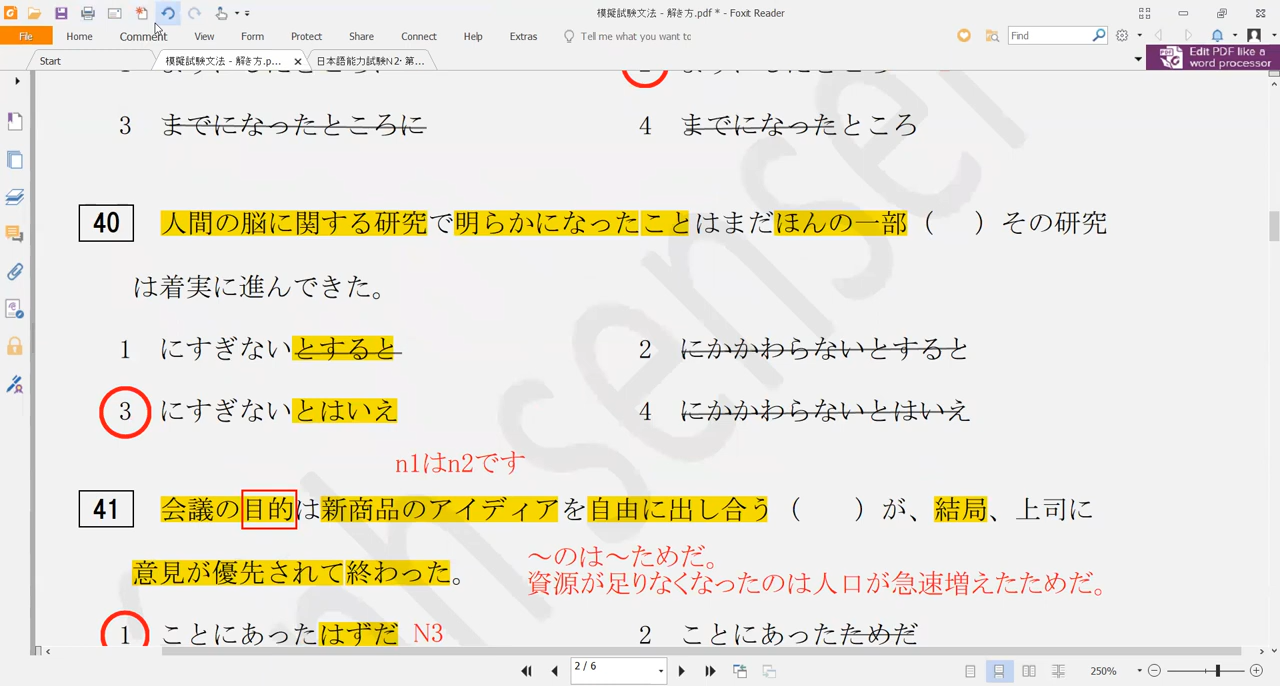 模擬試験文法 - 解き方.pdf * - Foxit Reader
File Home Comment View Form Protect Share Connect Help Extras Tell me what you want tc Find
Edit PDF like a
word processor
Start 模擬試験文法 - 解き方.p... 日本語能力試験N2· 第...
3 までになったところに 4 までになったところ
40 人間の脳に関する研究で明らかになったことはまだほんの一部（　）その研究
は着実に進んできた。
1 にすぎないとすると 2 にかかわらないとすると
3 にすぎないとはいえ 4 にかかわらないとはいえ
n1はn2です
41 会議の目的は新商品のアイディアを自由に出し合う（　）が、結局、上司に
～のは～ためだ。
意見が優先されて終わった。
資源が足りなくなったのは人口が急速増えたためだ。
1 ことにあったはずだ N3 2 ことにあったためだ
2 / 6 250%